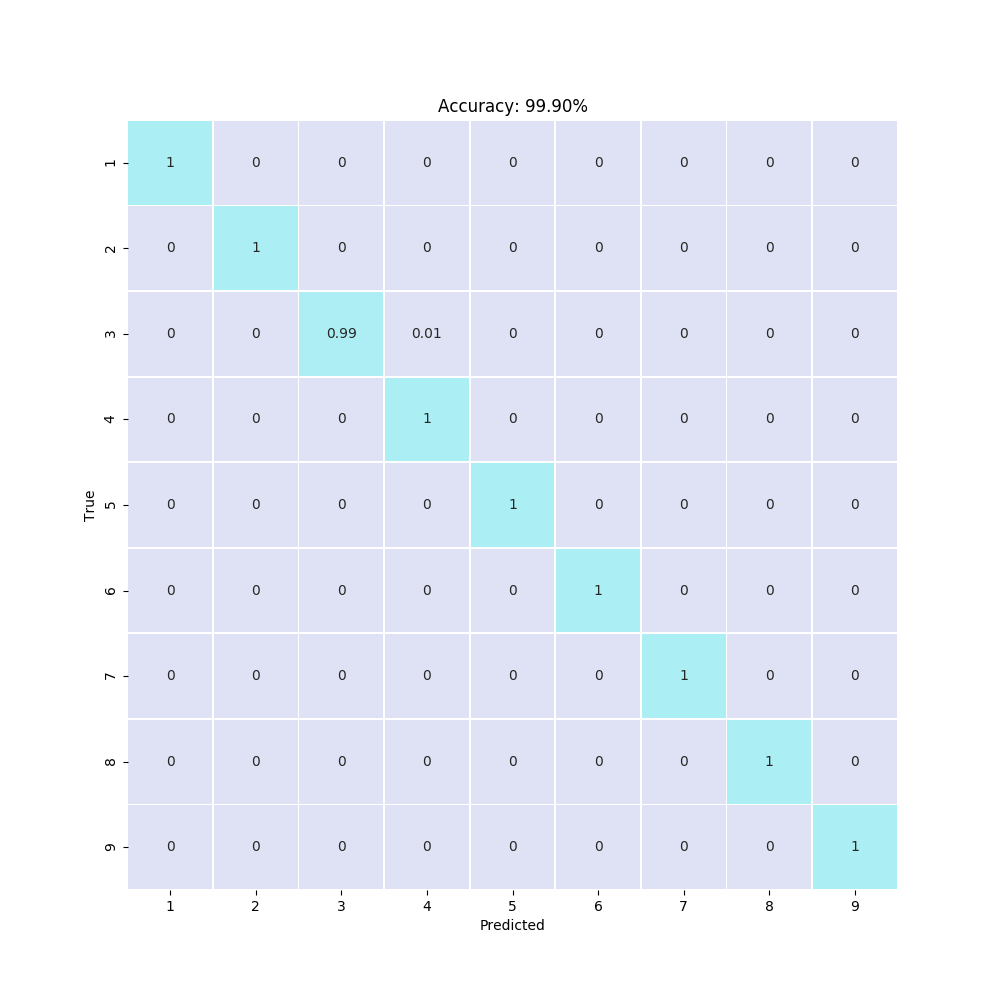 Accuracy: 99.90%
1 1 0 0 0 0 0 0 0 0
2 0 1 0 0 0 0 0 0 0
3 0 0 0.99 0.01 0 0 0 0 0
4 0 0 0 1 0 0 0 0 0
True
5 0 0 0 0 1 0 0 0 0
6 0 0 0 0 0 1 0 0 0
7 0 0 0 0 0 0 1 0 0
8 0 0 0 0 0 0 0 1 0
9 0 0 0 0 0 0 0 0 1
1 2 3 4 5 6 7 8 9
Predicted